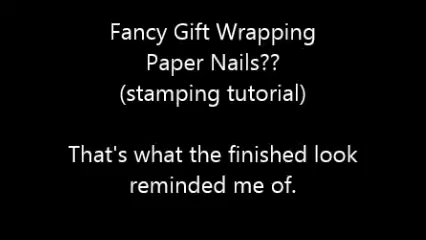 Fancy Gift Wrapping
Paper Nails??
(stamping tutorial)
That's what the finished look
reminded me of.